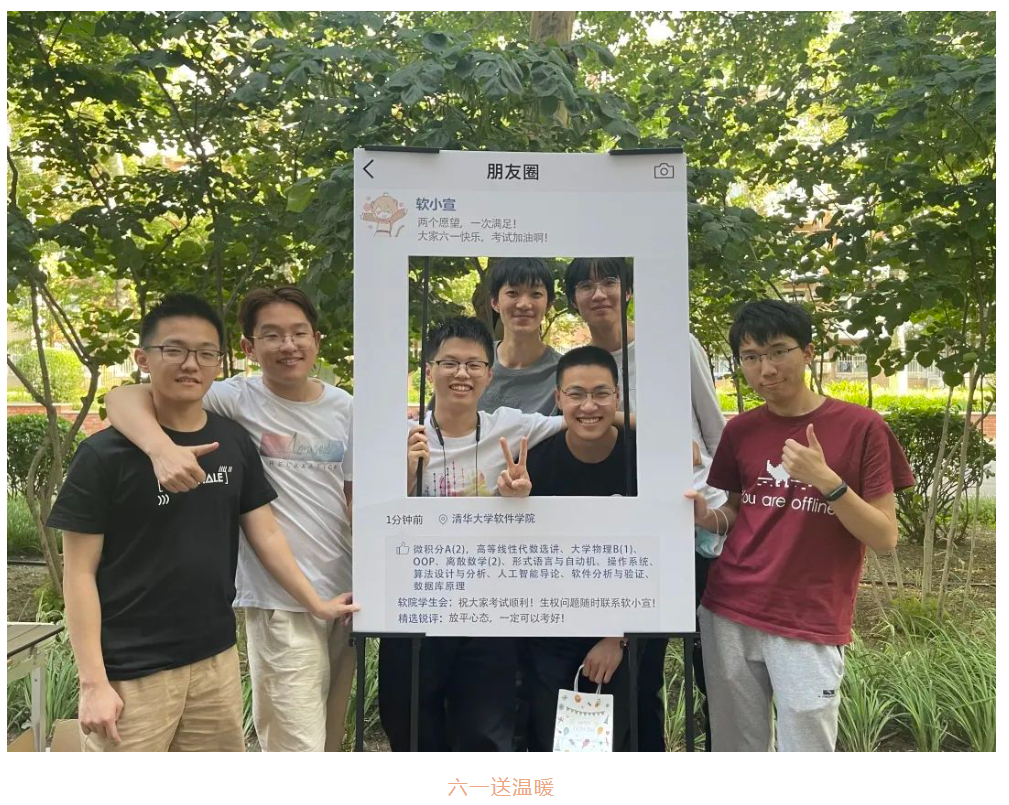 朋友圈
软小宣
两个愿望，一次满足！
大家六一快乐，考试加油啊！
1分钟前 清华大学软件学院
微积分A(2)，高等线性代数选讲、大学物理B(1)、
OOP、离散数学(2)、形式语言与自动机、操作系统、
算法设计与分析、人工智能导论、软件分析与验证、
数据库原理
软院学生会：祝大家考试顺利！生权问题随时联系软小宣！
精选锐评：放平心态，一定可以考好！
You are offline
六一送温暖